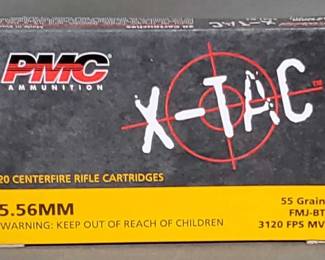 PMC
AMMUNITION
X-TAC™
20 CENTERFIRE RIFLE CARTRIDGES
5.56MM
WARNING: KEEP OUT OF REACH OF CHILDREN
55 Grain
FMJ-BT
3120 FPS MV